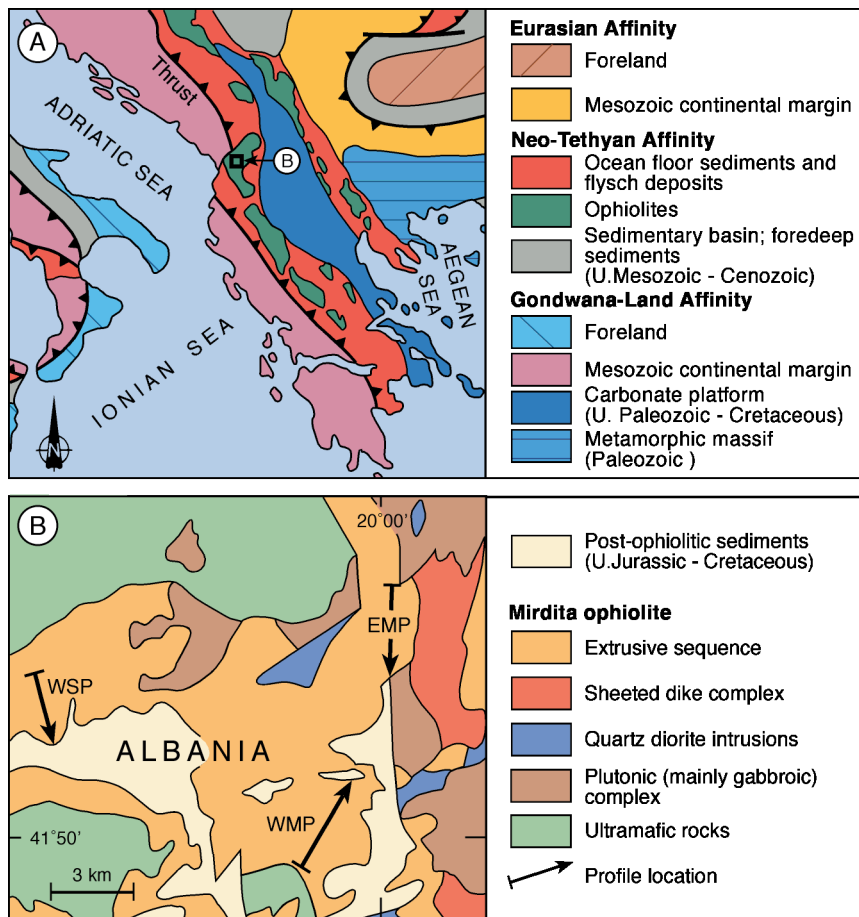 A
Thrust
ADRIATIC SEA
B
AEGEAN
SEA
IONIAN SEA
N
Eurasian Affinity
Foreland
Mesozoic continental margin
Neo-Tethyan Affinity
Ocean floor sediments and
flysch deposits
Ophiolites
Sedimentary basin; foredeep
sediments
(U.Mesozoic - Cenozoic)
Gondwana-Land Affinity
Foreland
Mesozoic continental margin
Carbonate platform
(U. Paleozoic - Cretaceous)
Metamorphic massif
(Paleozoic )
B
20°00'
EMP
WSP
ALBANIA
WMP
41°50'
3 km
Post-ophiolitic sediments
(U.Jurassic - Cretaceous)
Mirdita ophiolite
Extrusive sequence
Sheeted dike complex
Quartz diorite intrusions
Plutonic (mainly gabbroic)
complex
Ultramafic rocks
Profile location